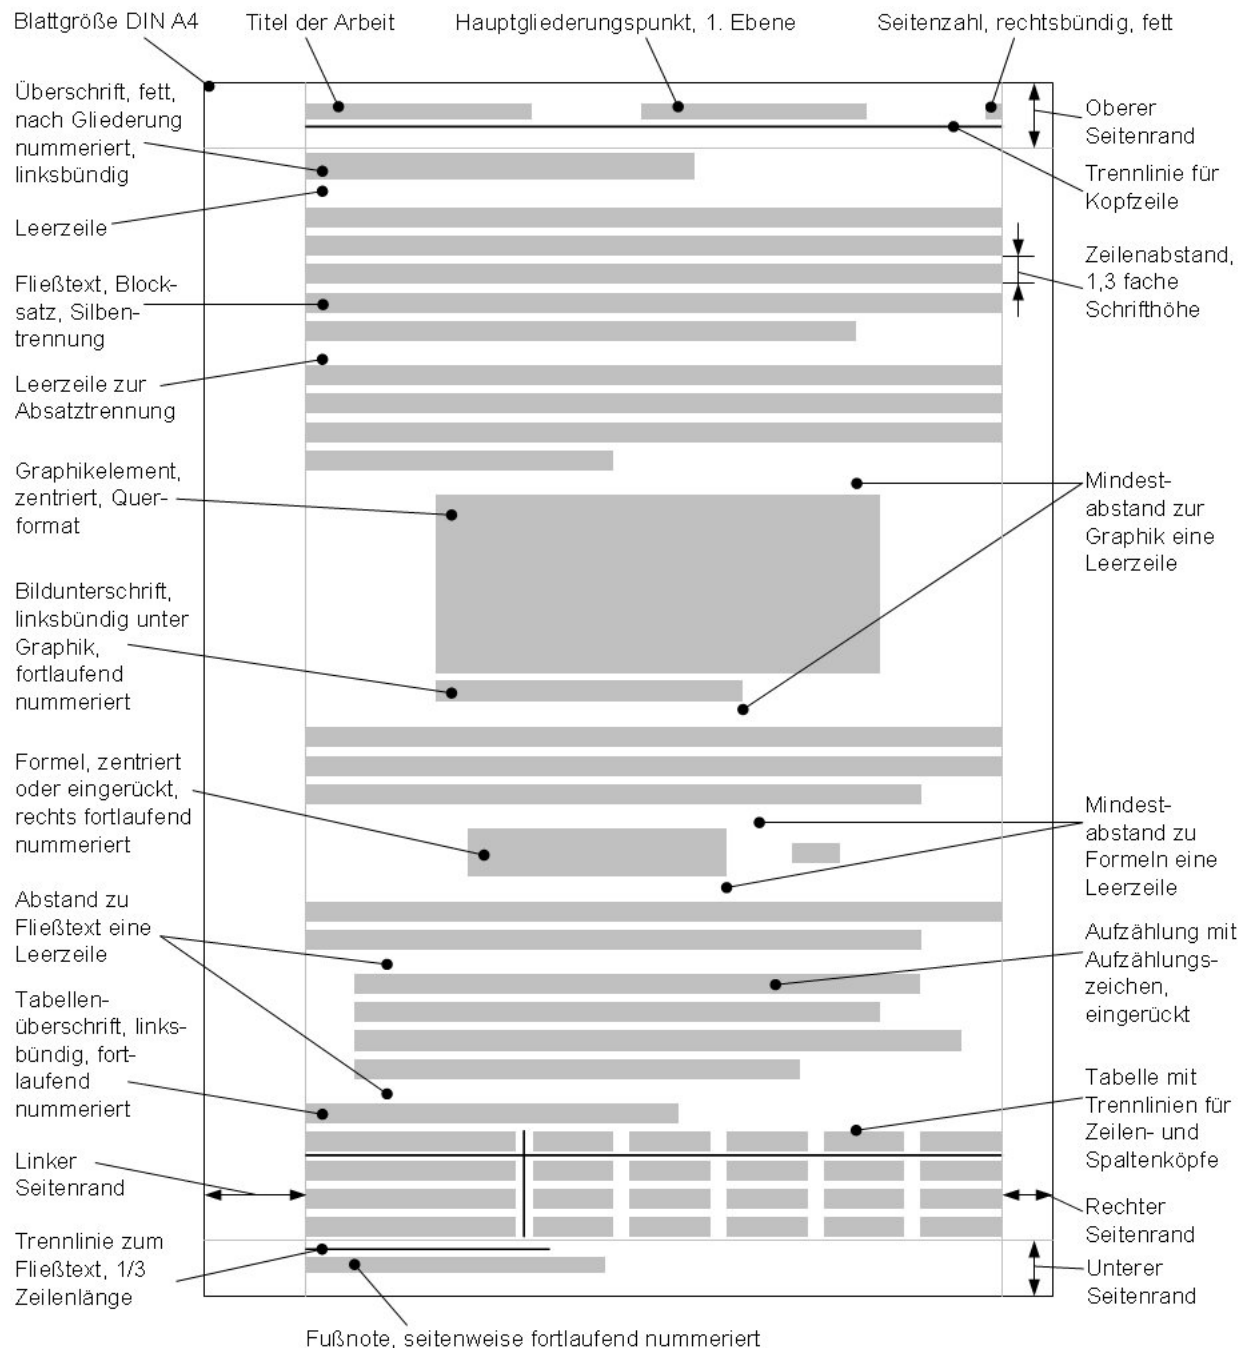 Blattgröße DIN A4
Titel der Arbeit
Hauptgliederungspunkt, 1. Ebene
Seitenzahl, rechtsbündig, fett
Überschrift, fett,
nach Gliederung
nummeriert,
linksbündig
Leerzeile
Fließtext, Block-
satz, Silben-
trennung
Leerzeile zur
Absatztrennung
Graphikelement,
zentriert, Quer-
format
Bildunterschrift,
linksbündig unter
Graphik,
fortlaufend
nummeriert
Formel, zentriert
oder eingerückt,
rechts fortlaufend
nummeriert
Abstand zu
Fließtext eine
Leerzeile
Tabellen-
überschrift, links-
bündig, fort-
laufend
nummeriert
Linker
Seitenrand
Trennlinie zum
Fließtext, 1/3
Zeilenlänge
Oberer
Seitenrand
Trennlinie für
Kopfzeile
Zeilenabstand,
1,3 fache
Schrifthöhe
Mindest-
abstand zur
Graphik eine
Leerzeile
Mindest-
abstand zu
Formeln eine
Leerzeile
Aufzählung mit
Aufzählungs-
zeichen,
eingerückt
Tabelle mit
Trennlinien für
Zeilen- und
Spaltenköpfe
Rechter
Seitenrand
Unterer
Seitenrand
Fußnote, seitenweise fortlaufend nummeriert